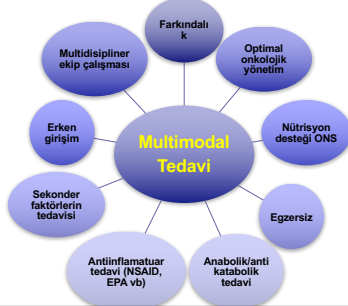 Farkındalı
k
Optimal
onkolojik
yönetim
Nütrisyon
desteği ONS
Egzersiz
Anabolik/anti
katabolik
tedavi
Antiinflamatuar
tedavi (NSAID,
EPA vb)
Sekonder
faktörlerin
tedavisi
Erken
girişim
Multidisipliner
ekip çalışması
Multimodal
Tedavi